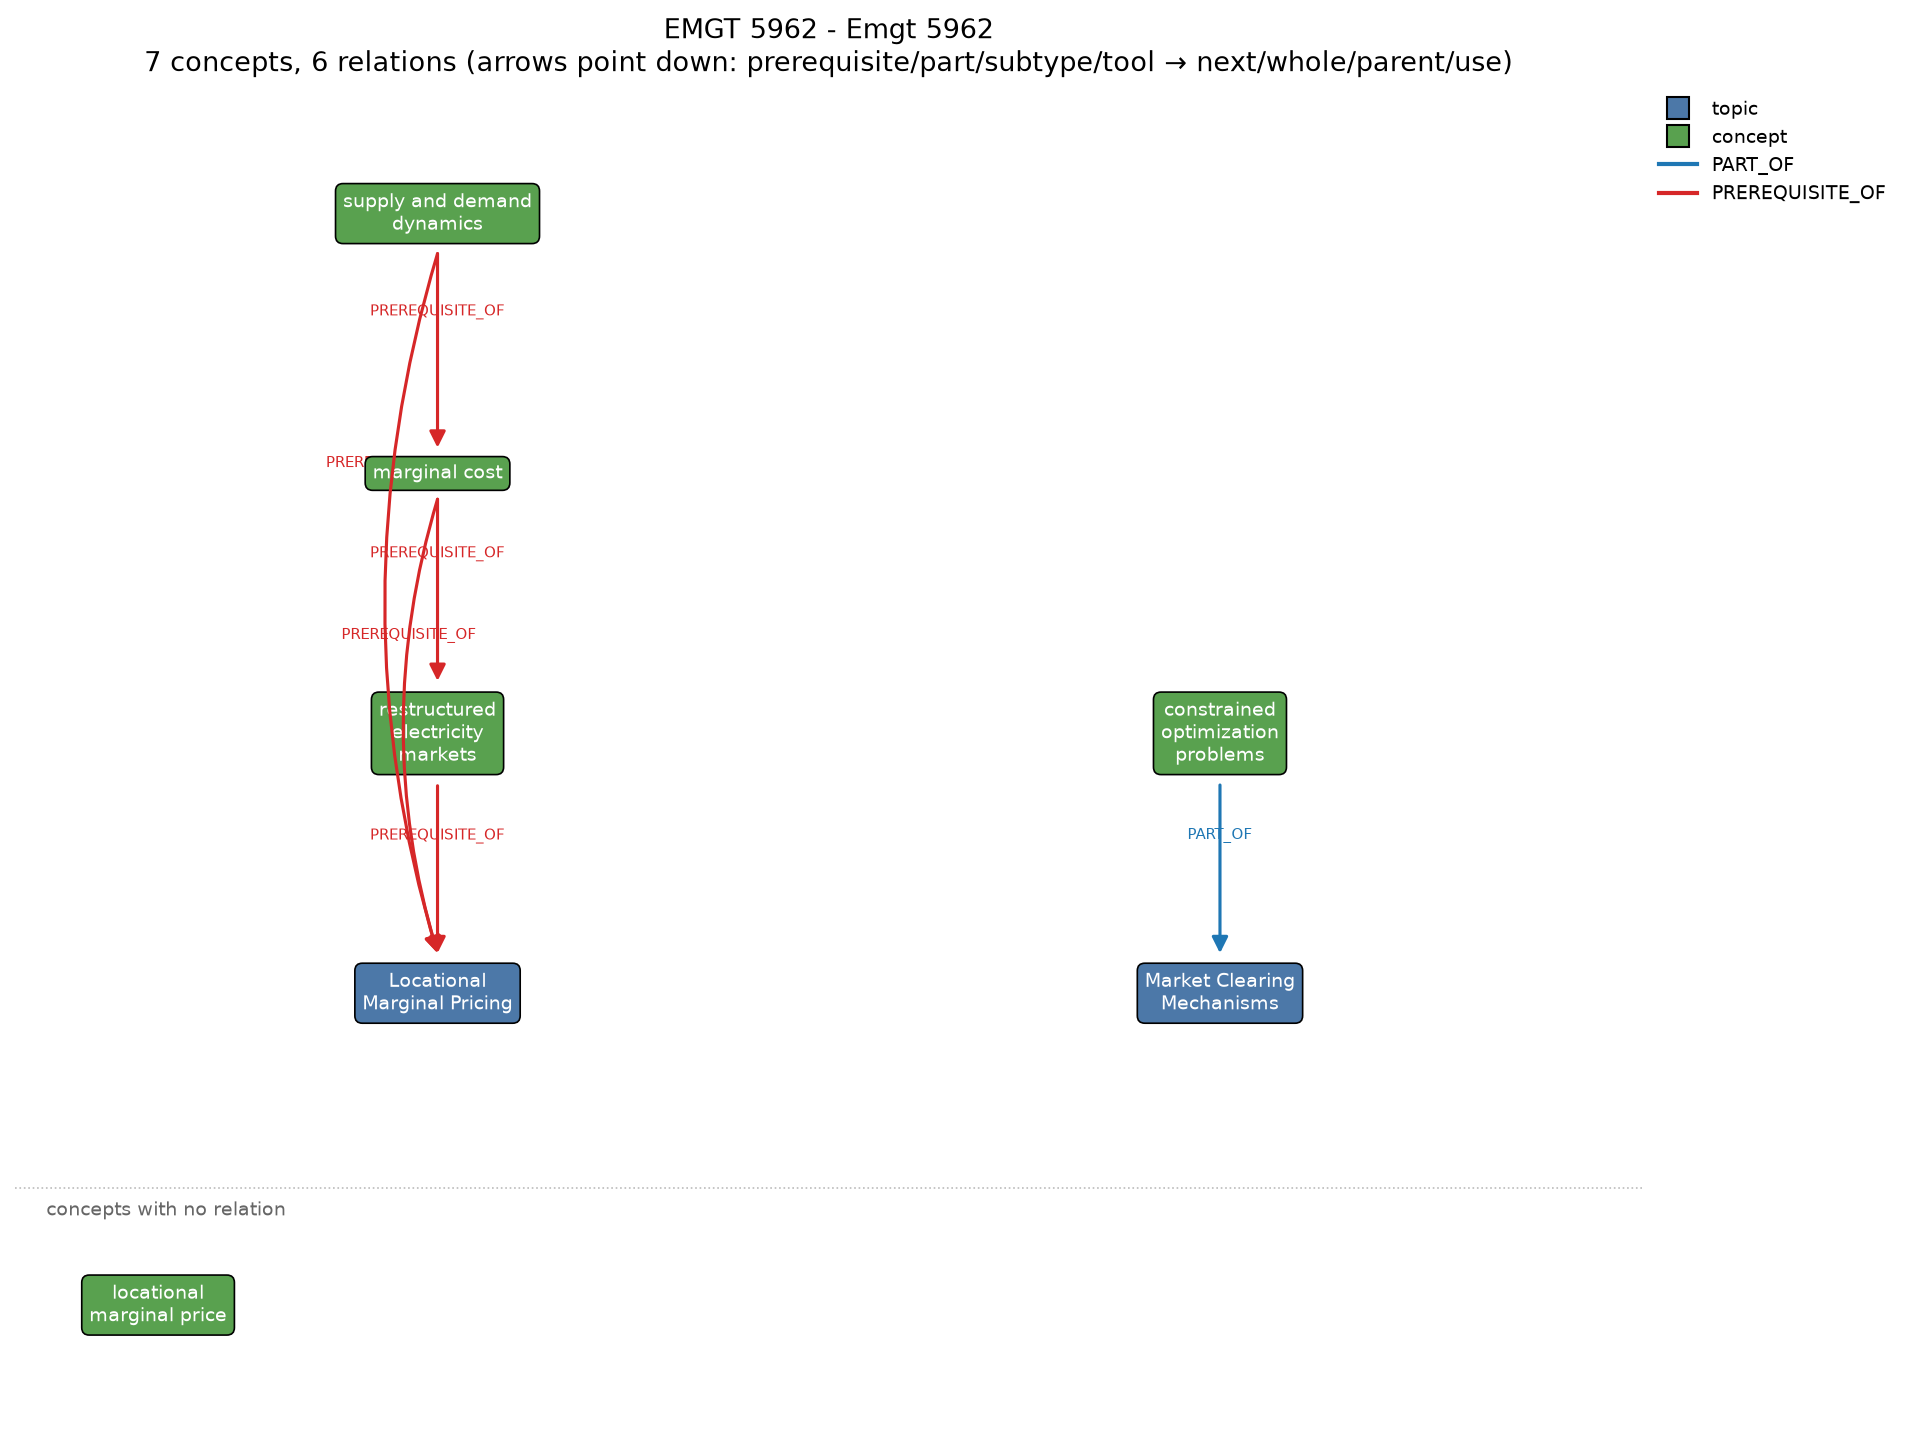 EMGT 5962 - Emgt 5962
7 concepts, 6 relations (arrows point down: prerequisite/part/subtype/tool → next/whole/parent/use)
topic
concept
PART_OF
PREREQUISITE_OF
supply and demand
dynamics
PREREQUISITE_OF
PRERE
marginal cost
PREREQUISITE_OF
PREREQUISITE_OF
restructured
electricity
markets
constrained
optimization
problems
PREREQUISITE_OF
PART_OF
Locational
Marginal Pricing
Market Clearing
Mechanisms
concepts with no relation
locational
marginal price